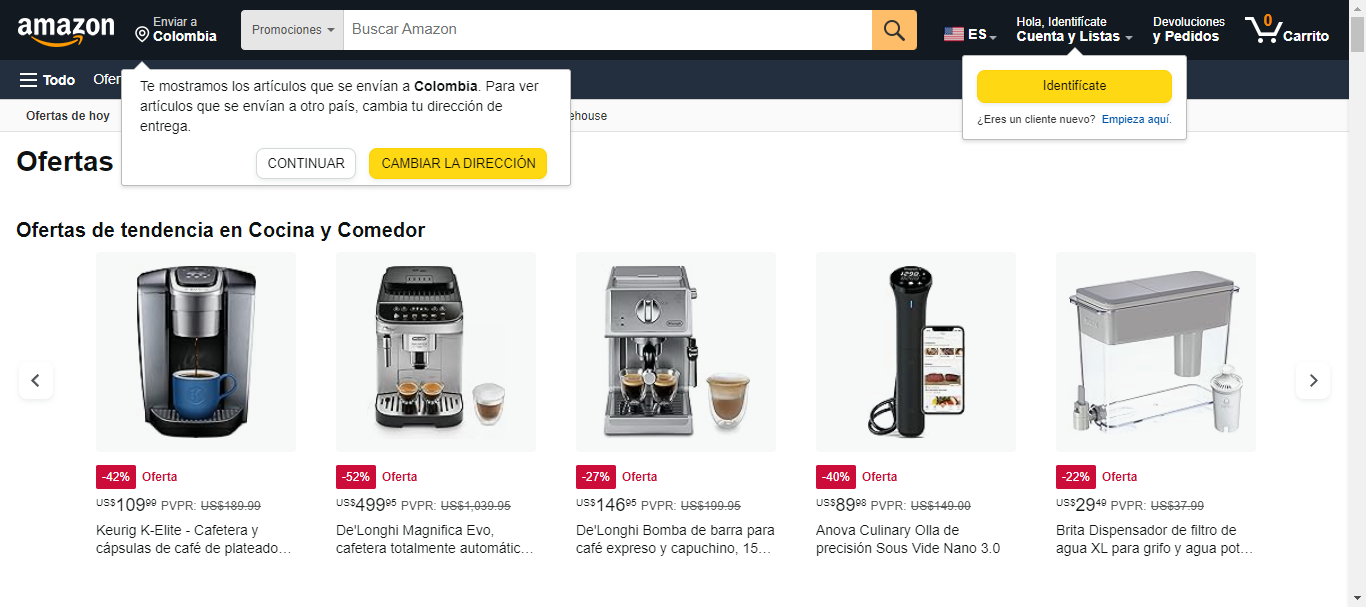 amazon
Enviar a
Colombia
Promociones
Buscar Amazon
ES
Hola, Identifícate
Cuenta y Listas
Devoluciones
y Pedidos
0
Carrito
Todo
Ofer
Te mostramos los artículos que se envían a Colombia. Para ver
artículos que se envían a otro país, cambia tu dirección de
entrega.
CONTINUAR
CAMBIAR LA DIRECCIÓN
Identifícate
¿Eres un cliente nuevo? Empieza aquí.
Ofertas de hoy
ehouse
Ofertas
Ofertas de tendencia en Cocina y Comedor
-42% Oferta
US$109.99 PVPR: US$189.99
Keurig K-Elite - Cafetera y
cápsulas de café de plateado…
-52% Oferta
US$499.95 PVPR: US$1,039.95
De'Longhi Magnifica Evo,
cafetera totalmente automátic…
-27% Oferta
US$146.95 PVPR: US$199.95
De'Longhi Bomba de barra para
café expreso y capuchino, 15…
-40% Oferta
US$89.98 PVPR: US$149.00
Anova Culinary Olla de
precisión Sous Vide Nano 3.0
-22% Oferta
US$29.49 PVPR: US$37.99
Brita Dispensador de filtro de
agua XL para grifo y agua pot…